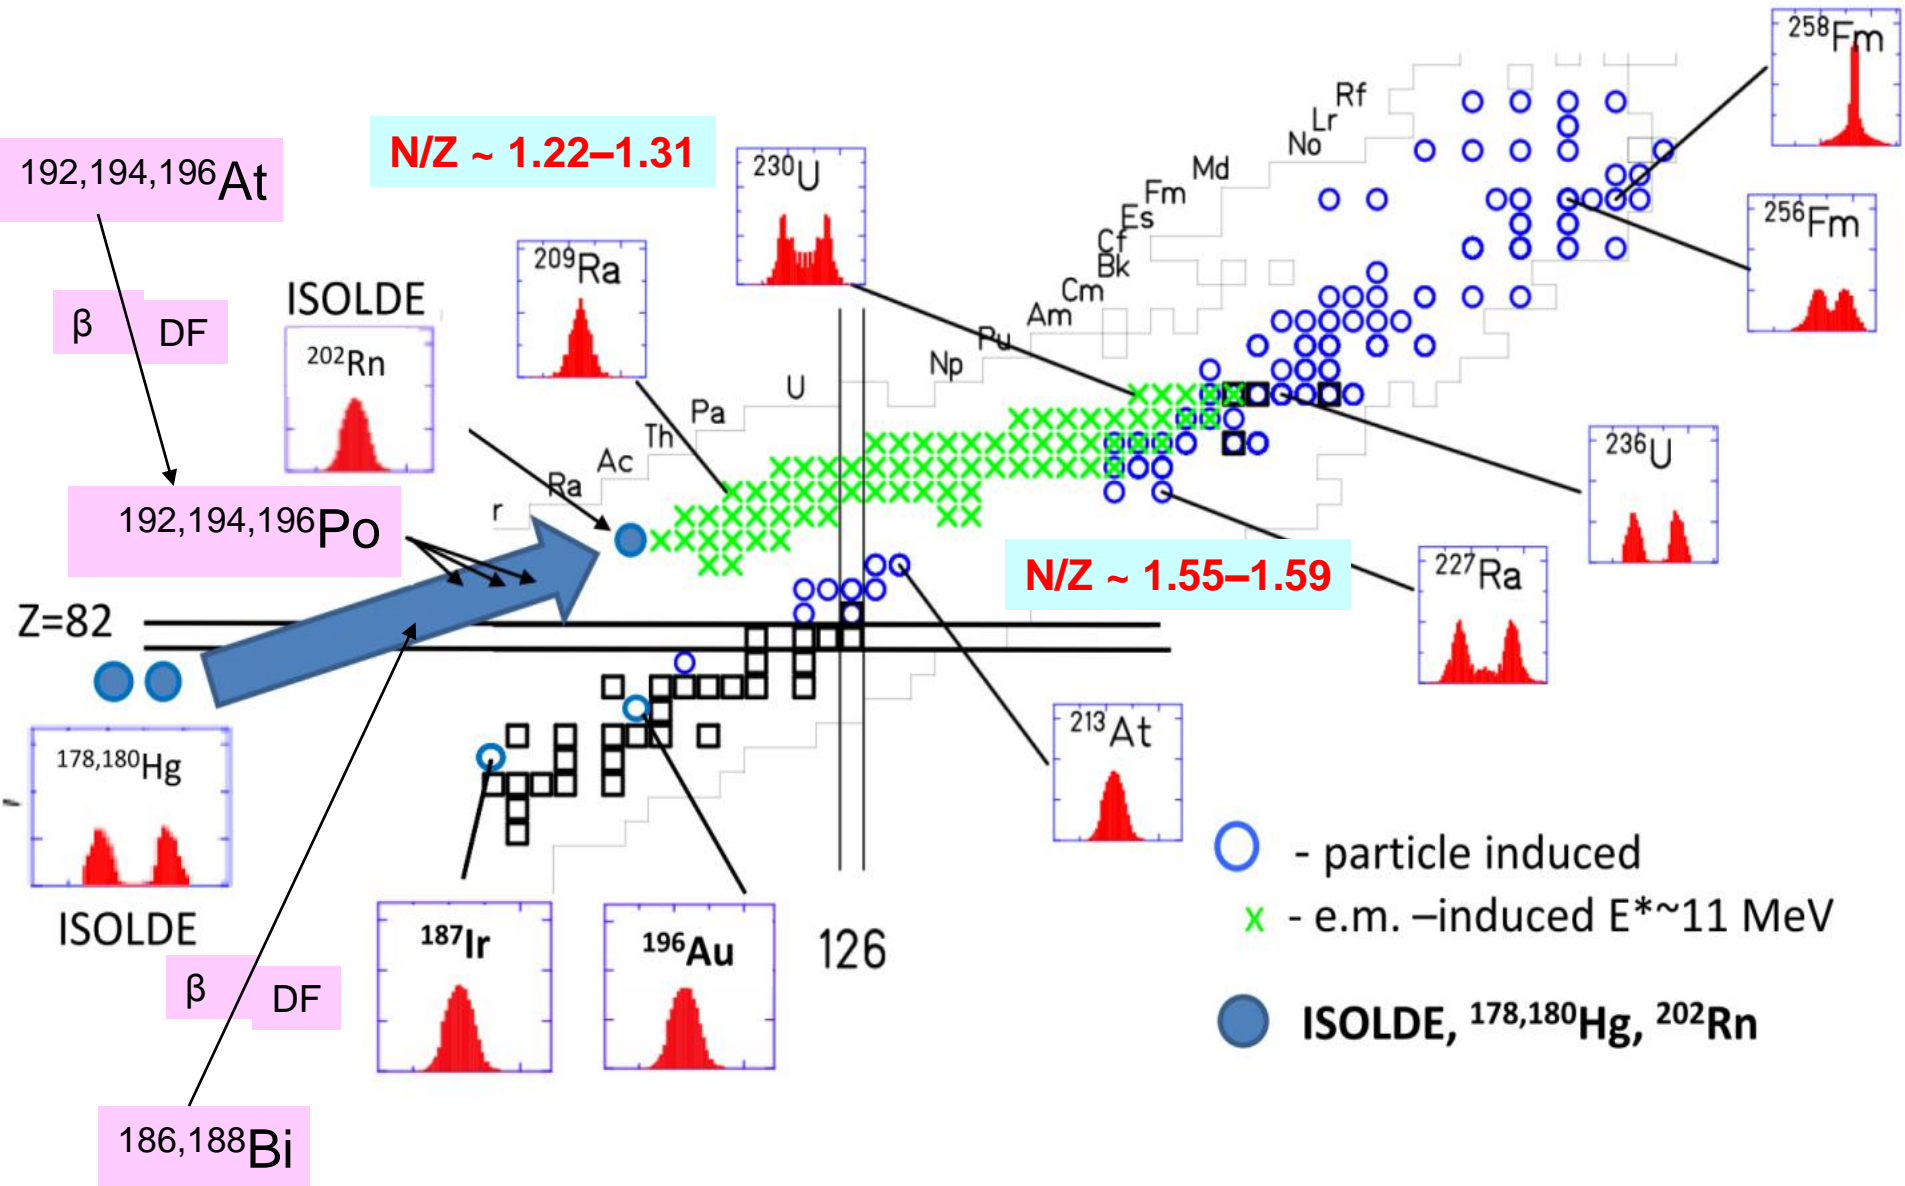 258Fm
Rf
Lr
No
N/Z ~ 1.22–1.31
230U
192,194,196At
Md
Fm
Es
256Fm
Cf
Bk
209Ra
ISOLDE
Cm
β DF
Am
Pu
202Rn
Np
U
Pa
236U
Th
Ac
Ra
r
192,194,196Po
N/Z ~ 1.55–1.59
227Ra
Z=82
213At
178,180Hg
- particle induced
x - e.m. –induced E*~11 MeV
ISOLDE
187Ir
196Au
126
β DF
ISOLDE, 178,180Hg, 202Rn
186,188Bi